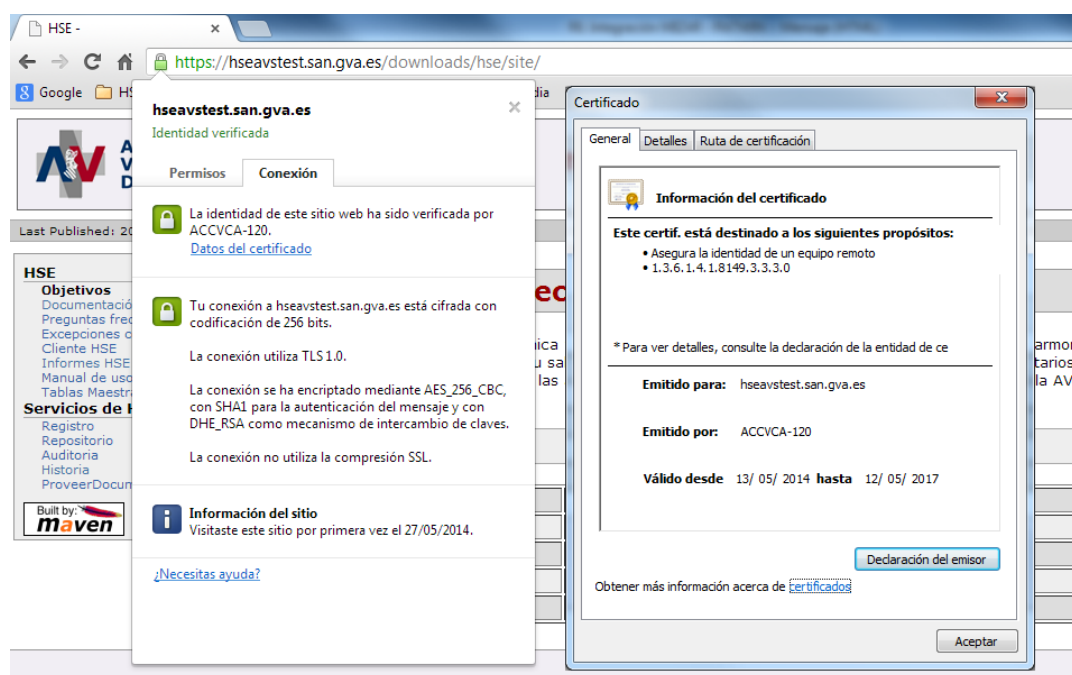 HSE -
https://hseavstest.san.gva.es/downloads/hse/site/
Google
dia
A
V
D
Last Published: 20
HSE
Objetivos
Documentació
Preguntas frec
Excepciones c
Cliente HSE
Informes HSE
Manual de uso
Tablas Maestra
Servicios de H
Registro
Repositorio
Auditoria
Historia
ProveerDocum
Built by:
maven
hseavstest.san.gva.es
Identidad verificada
Permisos Conexión
La identidad de este sitio web ha sido verificada por
ACCVCA-120.
Datos del certificado
Tu conexión a hseavstest.san.gva.es está cifrada con
codificación de 256 bits.
La conexión utiliza TLS 1.0.
La conexión se ha encriptado mediante AES_256_CBC,
con SHA1 para la autenticación del mensaje y con
DHE_RSA como mecanismo de intercambio de claves.
La conexión no utiliza la compresión SSL.
Información del sitio
Visitaste este sitio por primera vez el 27/05/2014.
¿Necesitas ayuda?
ec
nica
u sa
las
Certificado
General Detalles Ruta de certificación
Información del certificado
Este certif. está destinado a los siguientes propósitos:
• Asegura la identidad de un equipo remoto
• 1.3.6.1.4.1.8149.3.3.3.0
* Para ver detalles, consulte la declaración de la entidad de ce
Emitido para: hseavstest.san.gva.es
Emitido por: ACCVCA-120
Válido desde 13/ 05/ 2014 hasta 12/ 05/ 2017
Declaración del emisor
Obtener más información acerca de certificados
Aceptar
armon
tarios
la AV